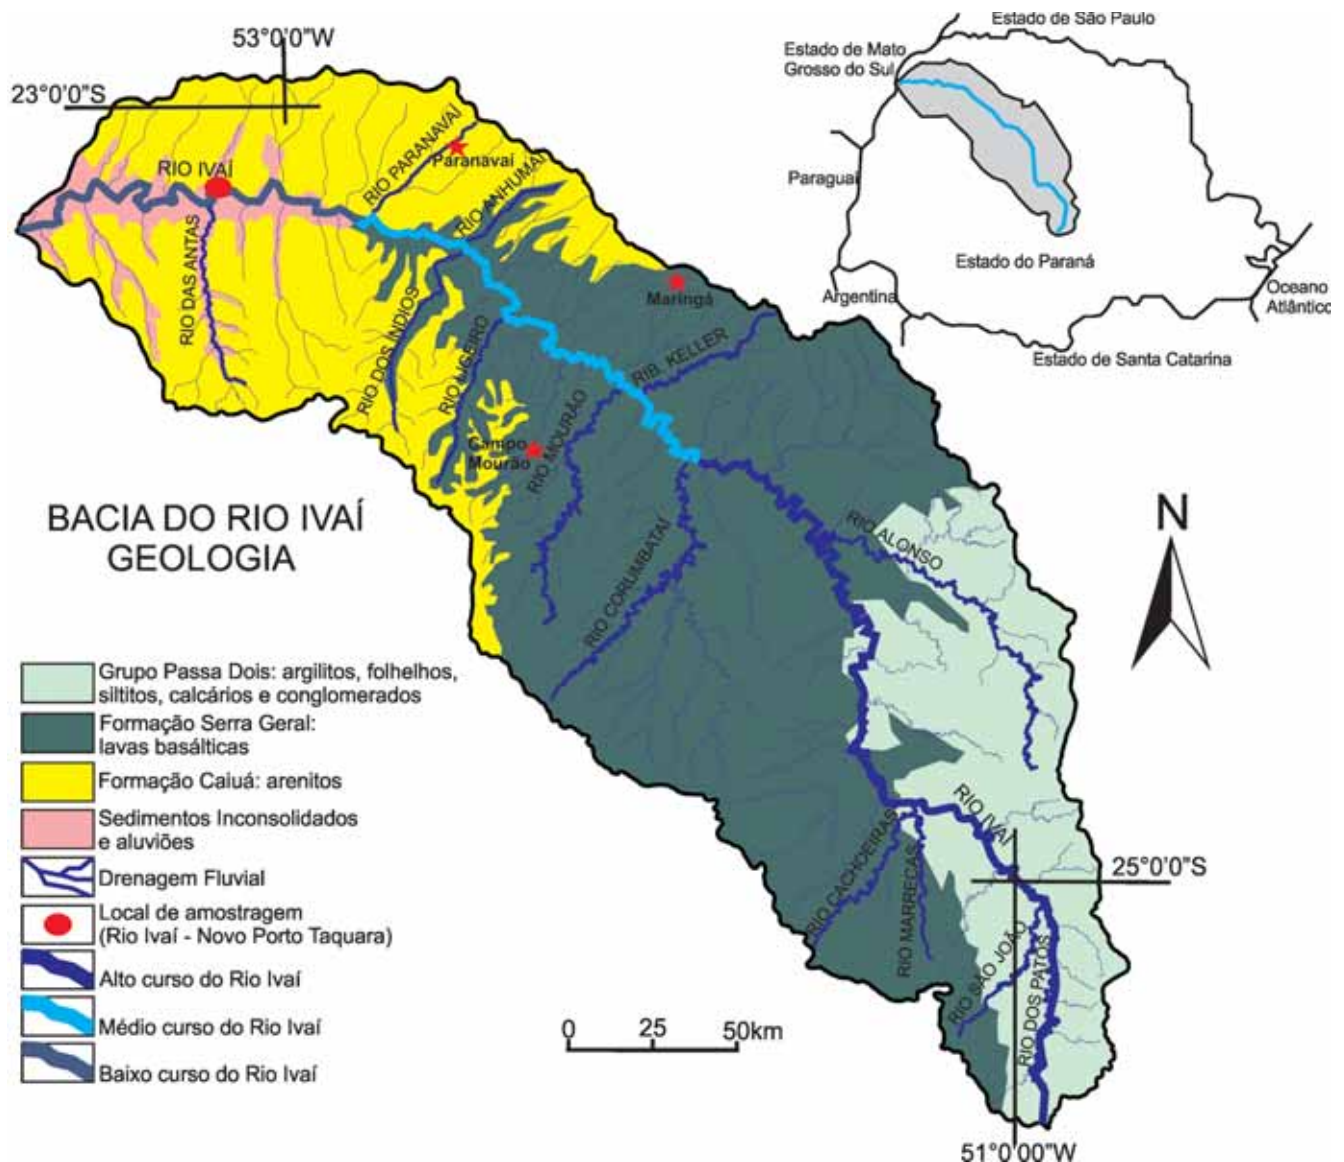 53°0'0"W
23°0'0"S
Estado de São Paulo
Estado de Mato
Grosso do Sul
Paraguai
Estado do Paraná
Argentina
Oceano
Atlântico
Estado de Santa Catarina
RIO IVAÍ
RIO PARANAVAÍ
Paranavaí
RIO ANHUMAI
RIO DAS ANTAS
RIO DOS INDIOS
RIO LIGEIRO
Maringá
RIB. KELLER
Campo
Mourão
RIO MOURÃO
RIO CORUMBATAÍ
RIO ALONSO
BACIA DO RIO IVAÍ
GEOLOGIA
N
Grupo Passa Dois: argilitos, folhelhos,
siltitos, calcários e conglomerados
Formação Serra Geral:
lavas basálticas
Formação Caiuá: arenitos
Sedimentos Inconsolidados
e aluviões
Drenagem Fluvial
Local de amostragem
(Rio Ivaí - Novo Porto Taquara)
Alto curso do Rio Ivaí
Médio curso do Rio Ivaí
Baixo curso do Rio Ivaí
RIO IVAÍ
RIO CACHOEIRAS
RIO MARRECAS
RIO SÃO JOÃO
RIO DOS PATOS
25°0'0"S
0 25 50km
51°0'00"W